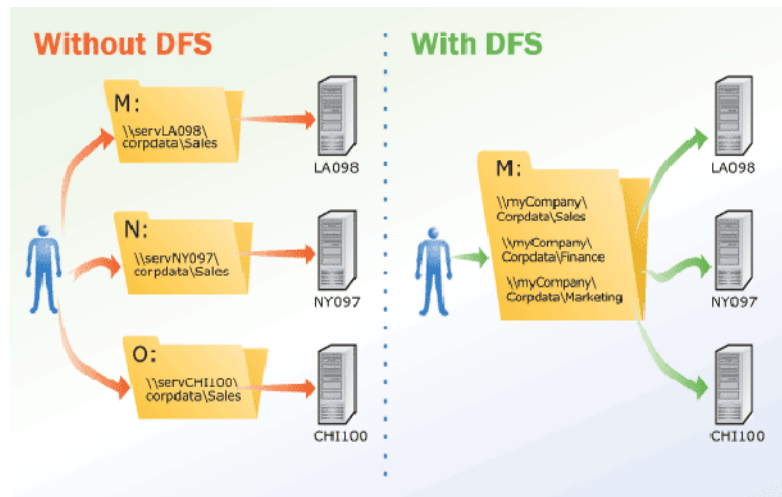 Without DFS
M:
\\servLA098\
corpdata\Sales
LA098
N:
\\servNY097\
corpdata\Sales
NY097
O:
\\servCHI100\
corpdata\Sales
CHI100
With DFS
M:
\\myCompany\
Corpdata\Sales
\\myCompany\
Corpdata\Finance
\\myCompany\
Corpdata\Marketing
LA098
NY097
CHI100